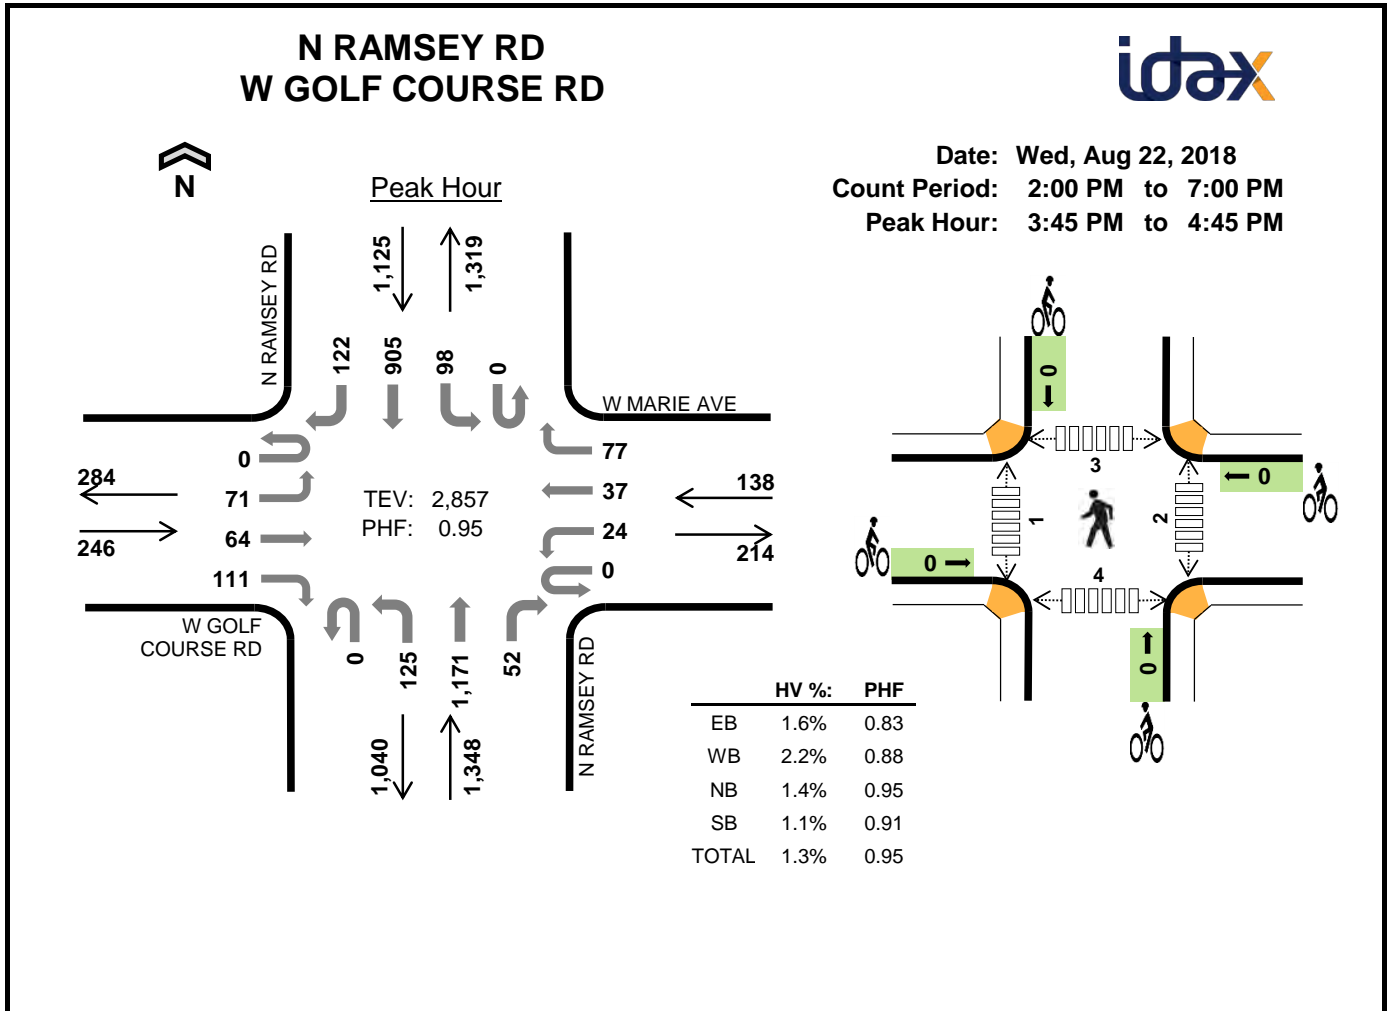 N RAMSEY RD
W GOLF COURSE RD
idax
Date: Wed, Aug 22, 2018
Count Period: 2:00 PM to 7:00 PM
Peak Hour: 3:45 PM to 4:45 PM
N
Peak Hour
N RAMSEY RD
1,125
1,319
122
905
98
0
W MARIE AVE
0
71
64
111
284
246
TEV: 2,857
PHF: 0.95
77
37
24
0
138
214
W GOLF
COURSE RD
0
125
1,171
52
1,040
1,348
N RAMSEY RD
0
3
0
1
2
0
4
0
HV %: PHF
EB 1.6% 0.83
WB 2.2% 0.88
NB 1.4% 0.95
SB 1.1% 0.91
TOTAL 1.3% 0.95